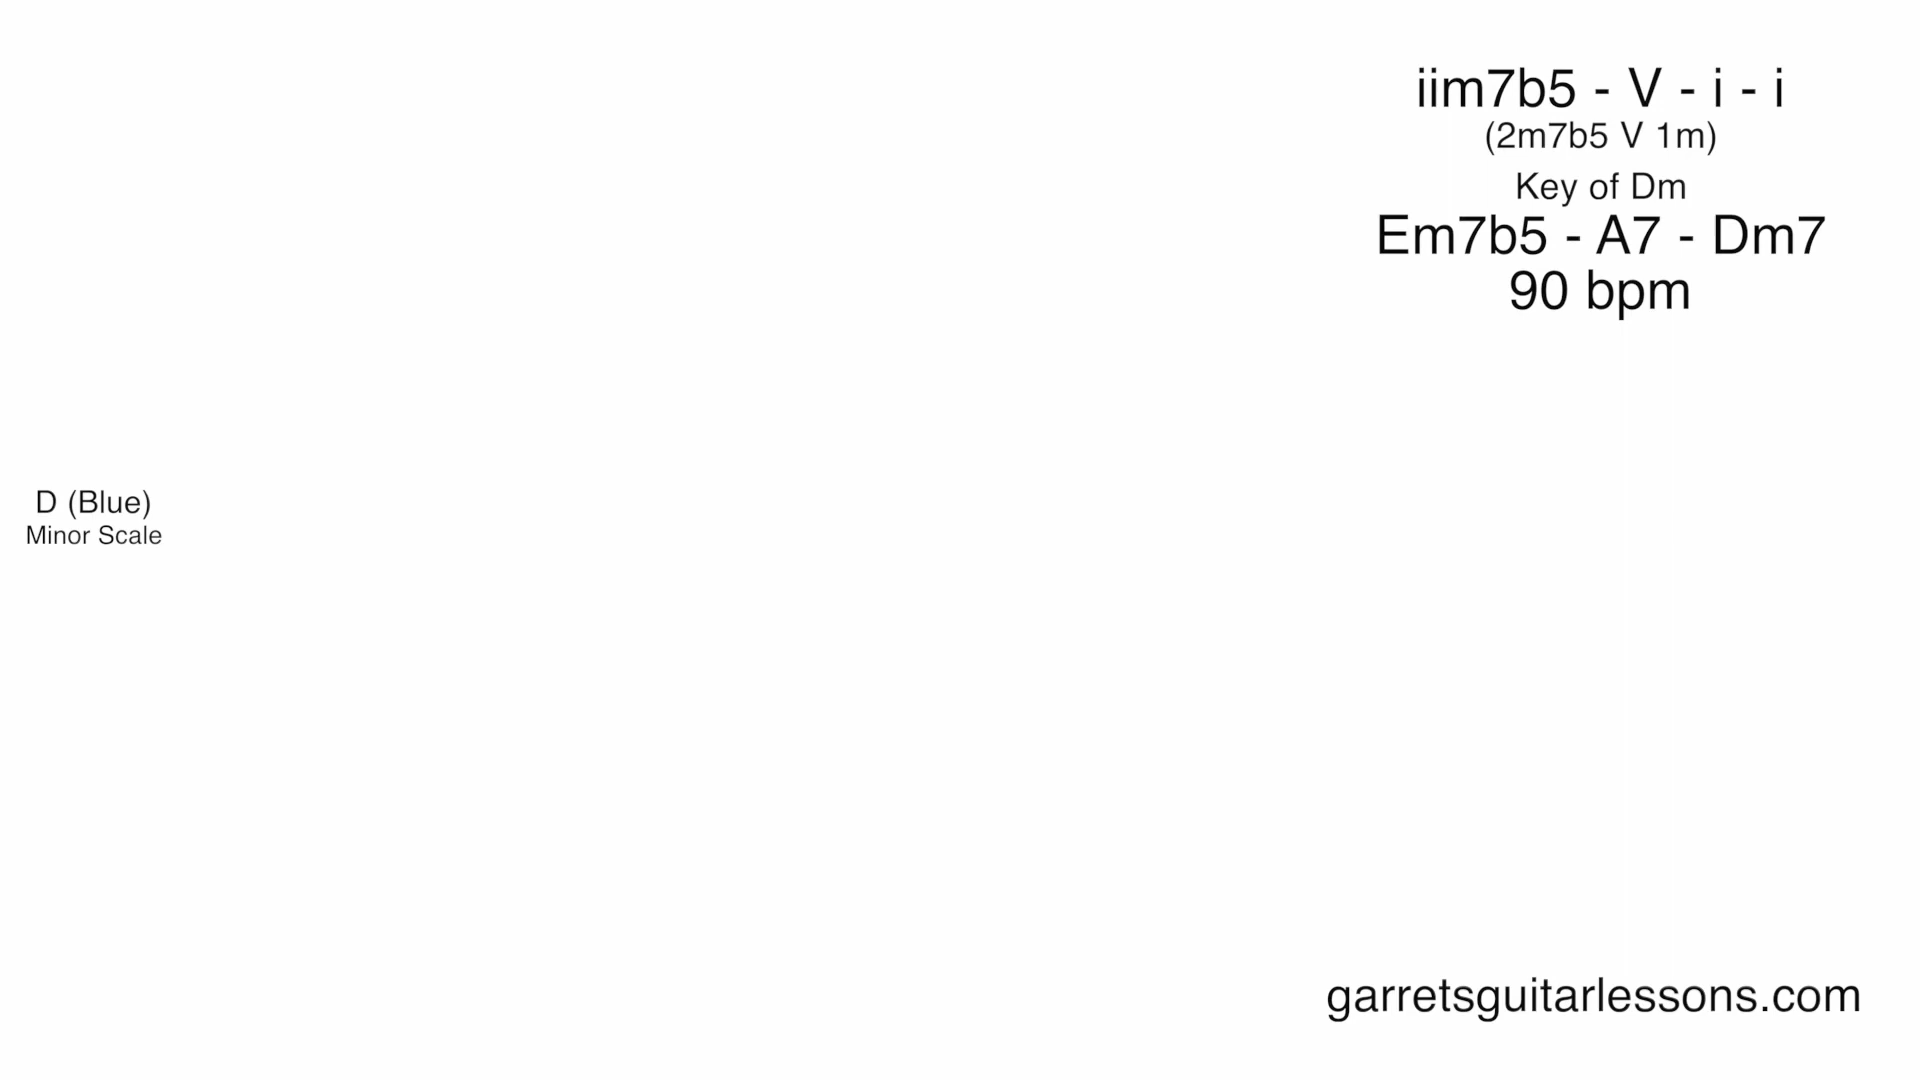 iim7b5 - V - i - i
(2m7b5 V 1m)
Key of Dm
Em7b5 - A7 - Dm7
90 bpm
D (Blue)
Minor Scale
garretsguitarlessons.com